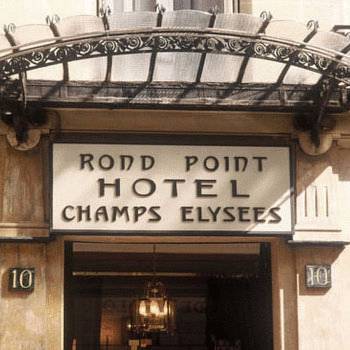 ROND POINT
HOTEL
CHAMPS ELYSEES
10
10